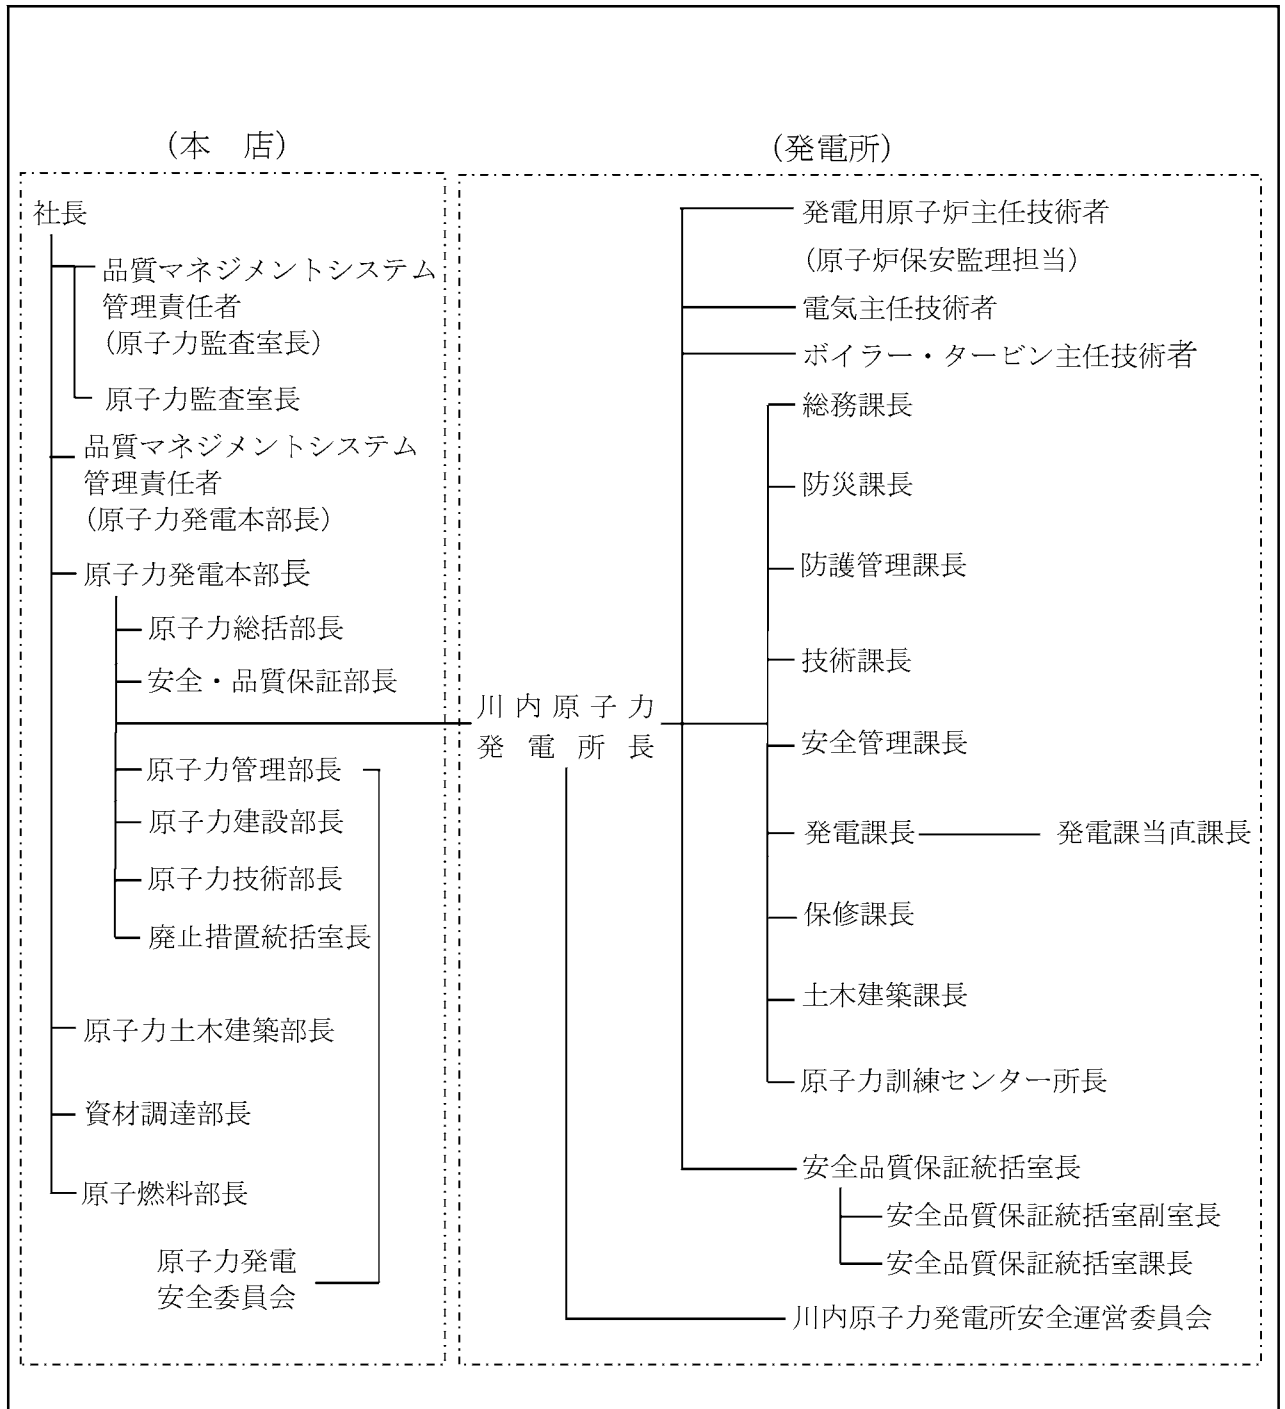 (本　店)
社長
品質マネジメントシステム
管理責任者
(原子力監査室長)
原子力監査室長
品質マネジメントシステム
管理責任者
(原子力発電本部長)
原子力発電本部長
原子力総括部長
安全・品質保証部長
原子力管理部長
原子力建設部長
原子力技術部長
廃止措置統括室長
原子力土木建築部長
資材調達部長
原子燃料部長
原子力発電
安全委員会
(発電所)
川内原子力
発電所長
発電用原子炉主任技術者
(原子炉保安監理担当)
電気主任技術者
ボイラー・タービン主任技術者
総務課長
防災課長
防護管理課長
技術課長
安全管理課長
発電課長 発電課当直課長
保修課長
土木建築課長
原子力訓練センター所長
安全品質保証統括室長
安全品質保証統括室副室長
安全品質保証統括室課長
川内原子力発電所安全運営委員会